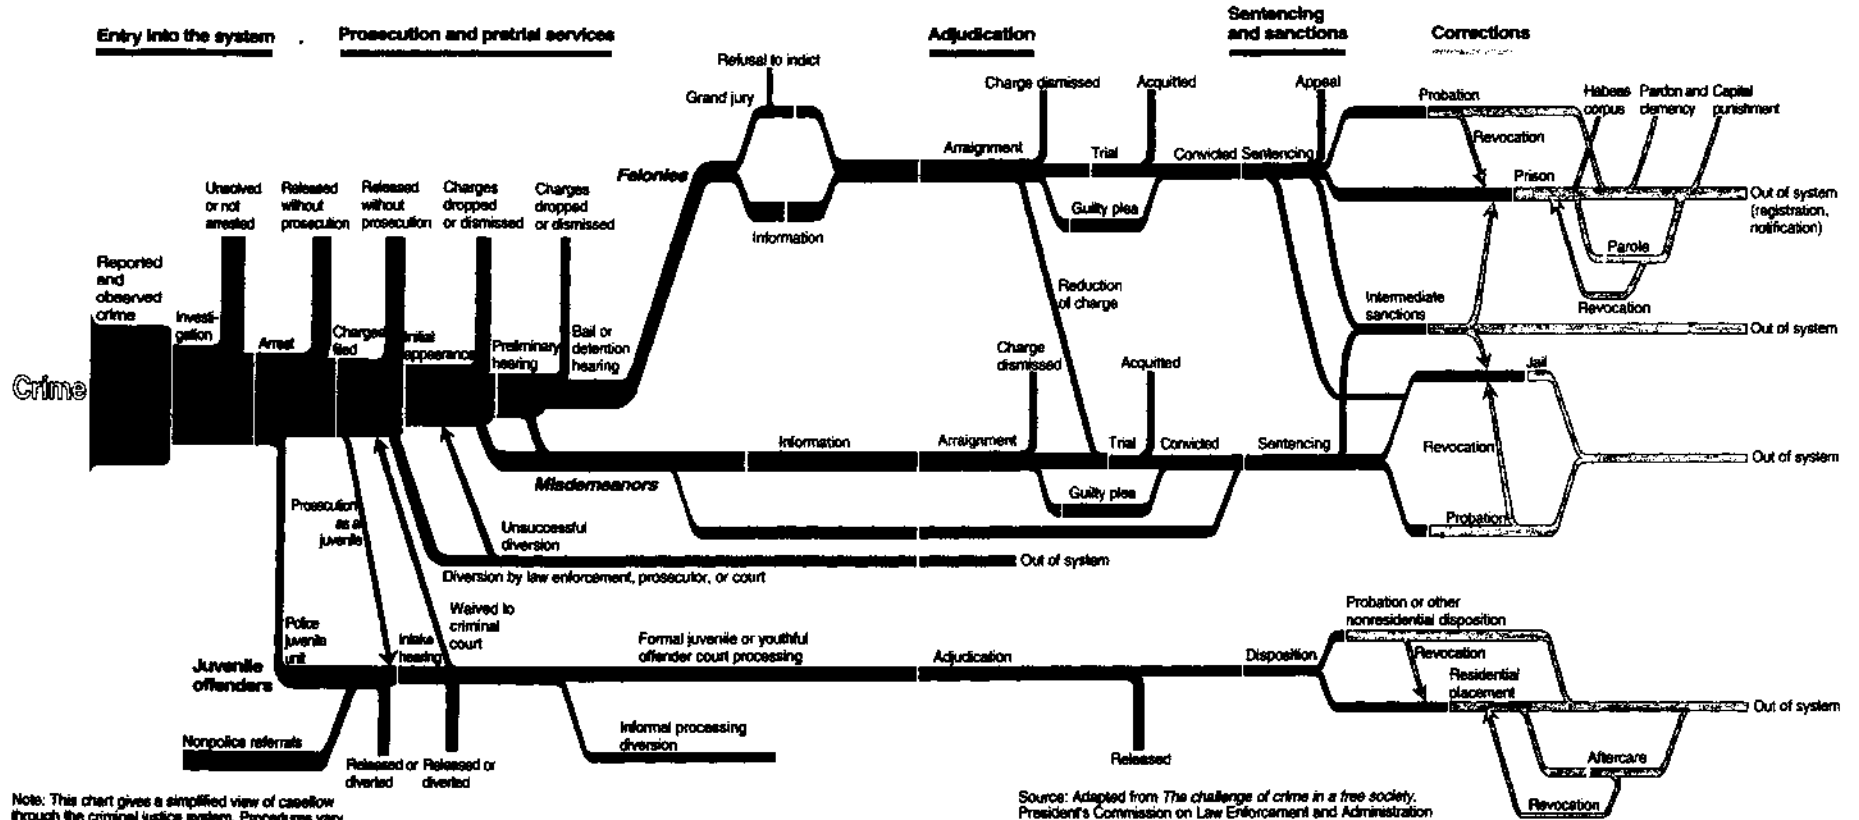 Entry into the system
Prosecution and pretrial services
Adjudication
Sentencing
and sanctions
Corrections
Refusal to indict
Grand jury
Charge dismissed
Acquitted
Appeal
Probation
Habeas
corpus
Pardon and
clemency
Capital
punishment
Revocation
Arraignment
Trial
Convicted
Sentencing
Felonies
Prison
Out of system
(registration,
notification)
Unsolved
or not
arrested
Released
without
prosecution
Released
without
prosecution
Charges
dropped
or dismissed
Charges
dropped
or dismissed
Guilty plea
Information
Parole
Reported
and
observed
crime
Reduction
of charge
Intermediate
sanctions
Revocation
Out of system
Investi-
gation
Arrest
Charges
filed
Initial
appearance
Preliminary
hearing
Bail or
detention
hearing
Charge
dismissed
Acquitted
Jail
Crime
Information
Arraignment
Trial
Convicted
Sentencing
Revocation
Out of system
Misdemeanors
Guilty plea
Probation
Prosecution
as a
juvenile
Unsuccessful
diversion
Out of system
Diversion by law enforcement, prosecutor, or court
Waived to
criminal
court
Probation or other
nonresidential disposition
Police
juvenile
unit
Intake
hearing
Formal juvenile or youthful
offender court processing
Adjudication
Disposition
Revocation
Juvenile
offenders
Residential
placement
Out of system
Nonpolice referrals
Released or
diverted
Released or
diverted
Informal processing
diversion
Released
Aftercare
Revocation
Note: This chart gives a simplified view of caseflow
through the criminal justice system. Procedures vary
Source: Adapted from The challenge of crime in a free society.
President's Commission on Law Enforcement and Administration